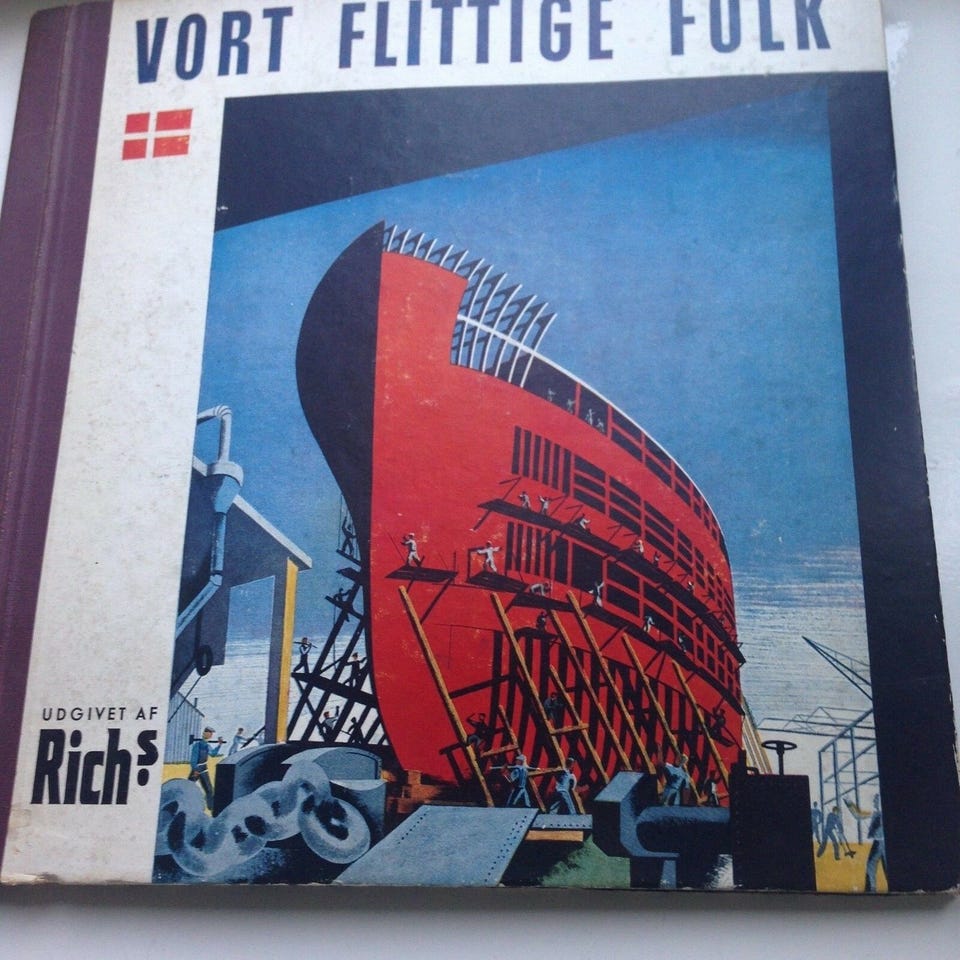 VORT FLITTIGE FOLK
UDGIVET AF
Rich's